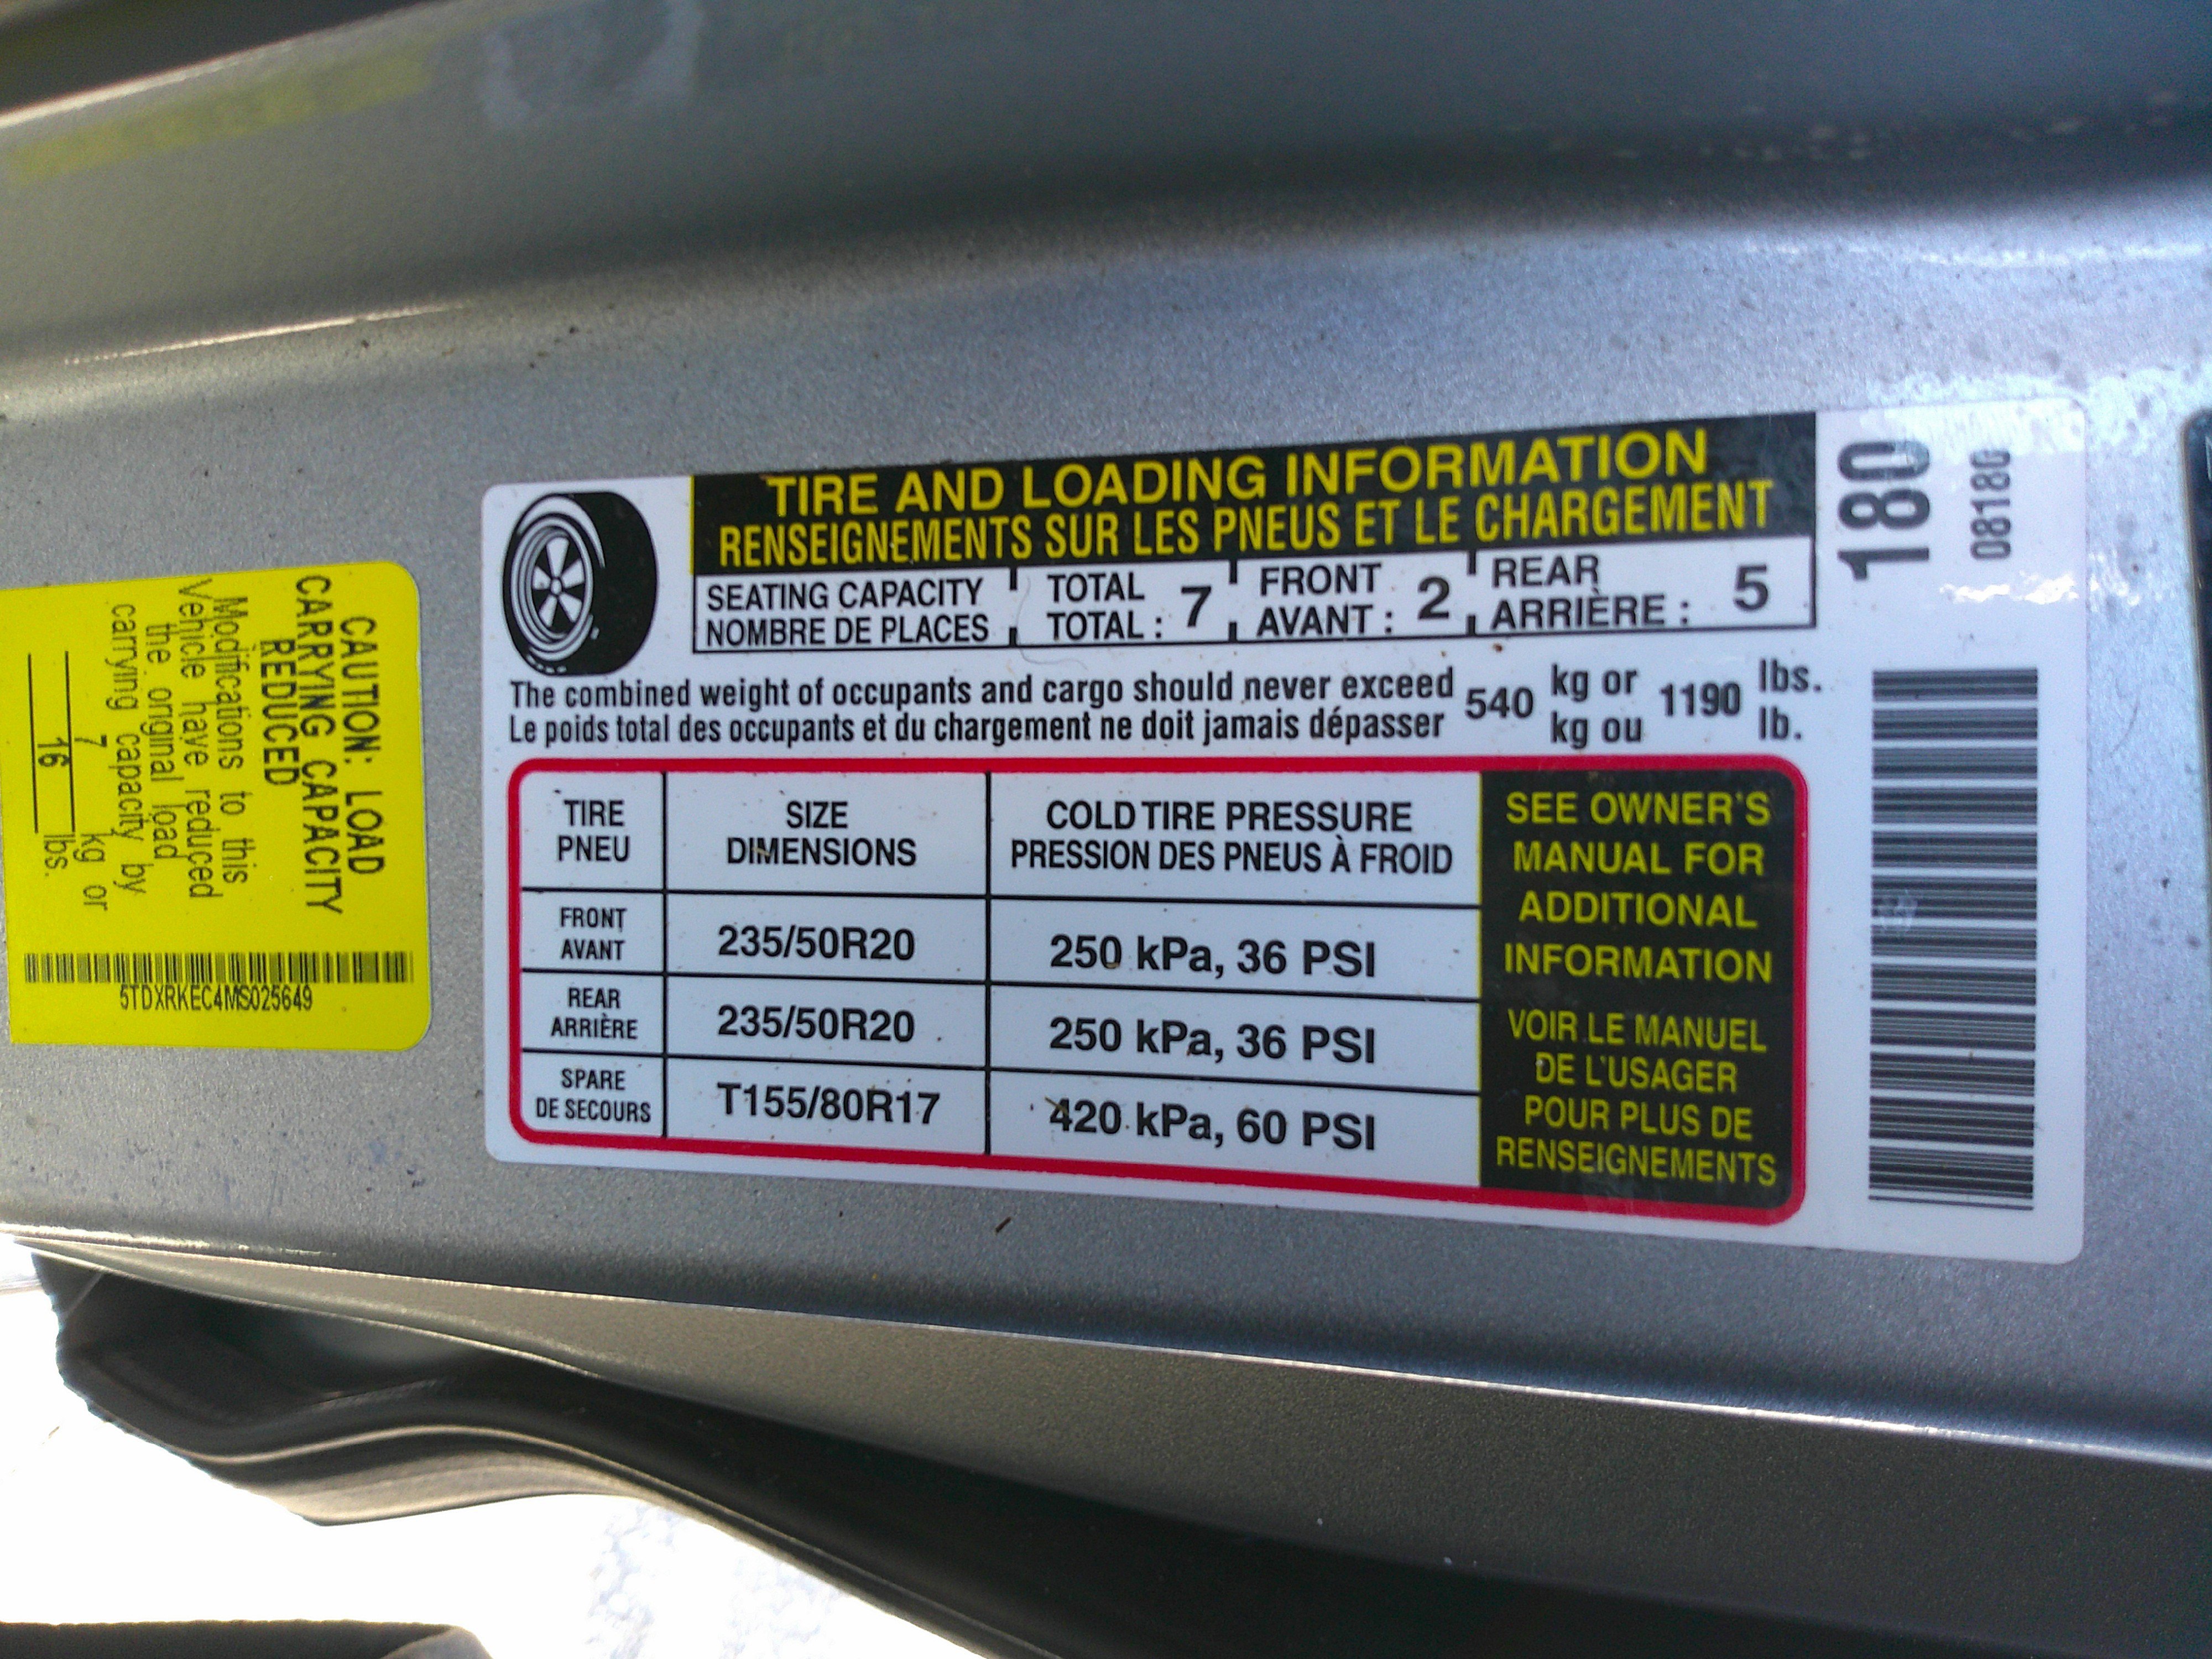 TIRE AND LOADING INFORMATION
RENSEIGNEMENTS SUR LES PNEUS ET LE CHARGEMENT
SEATING CAPACITY TOTAL FRONT REAR
NOMBRE DE PLACES TOTAL : 7 AVANT : 2 ARRIÈRE : 5
The combined weight of occupants and cargo should never exceed 540 kg or 1190 lbs.
Le poids total des occupants et du chargement ne doit jamais dépasser kg ou lb.
TIRE SIZE COLD TIRE PRESSURE
PNEU DIMENSIONS PRESSION DES PNEUS À FROID
FRONT
AVANT 235/50R20 250 kPa, 36 PSI
REAR
ARRIÈRE 235/50R20 250 kPa, 36 PSI
SPARE
DE SECOURS T155/80R17 420 kPa, 60 PSI
SEE OWNER'S
MANUAL FOR
ADDITIONAL
INFORMATION
VOIR LE MANUEL
DE L'USAGER
POUR PLUS DE
RENSEIGNEMENTS
180
08180
CAUTION: LOAD
CARRYING CAPACITY
REDUCED
Modifications to this
vehicle have reduced
the original load
carrying capacity by
7 kg or
16 lbs.
5TDXRKEC4MS025649